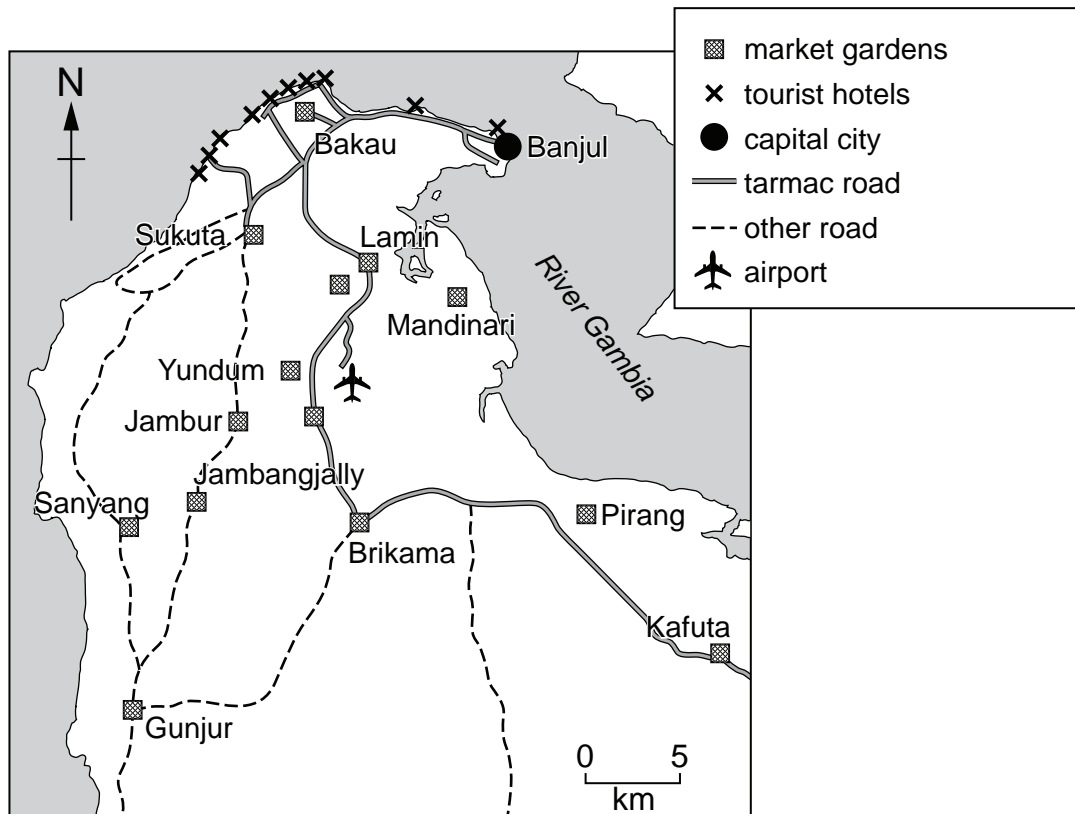 market gardens
tourist hotels
capital city
tarmac road
other road
airport
N
Bakau
Banjul
Sukuta
Lamin
Mandinari
River Gambia
Yundum
Jambur
Jambangjally
Sanyang
Pirang
Brikama
Kafuta
Gunjur
0 5
km